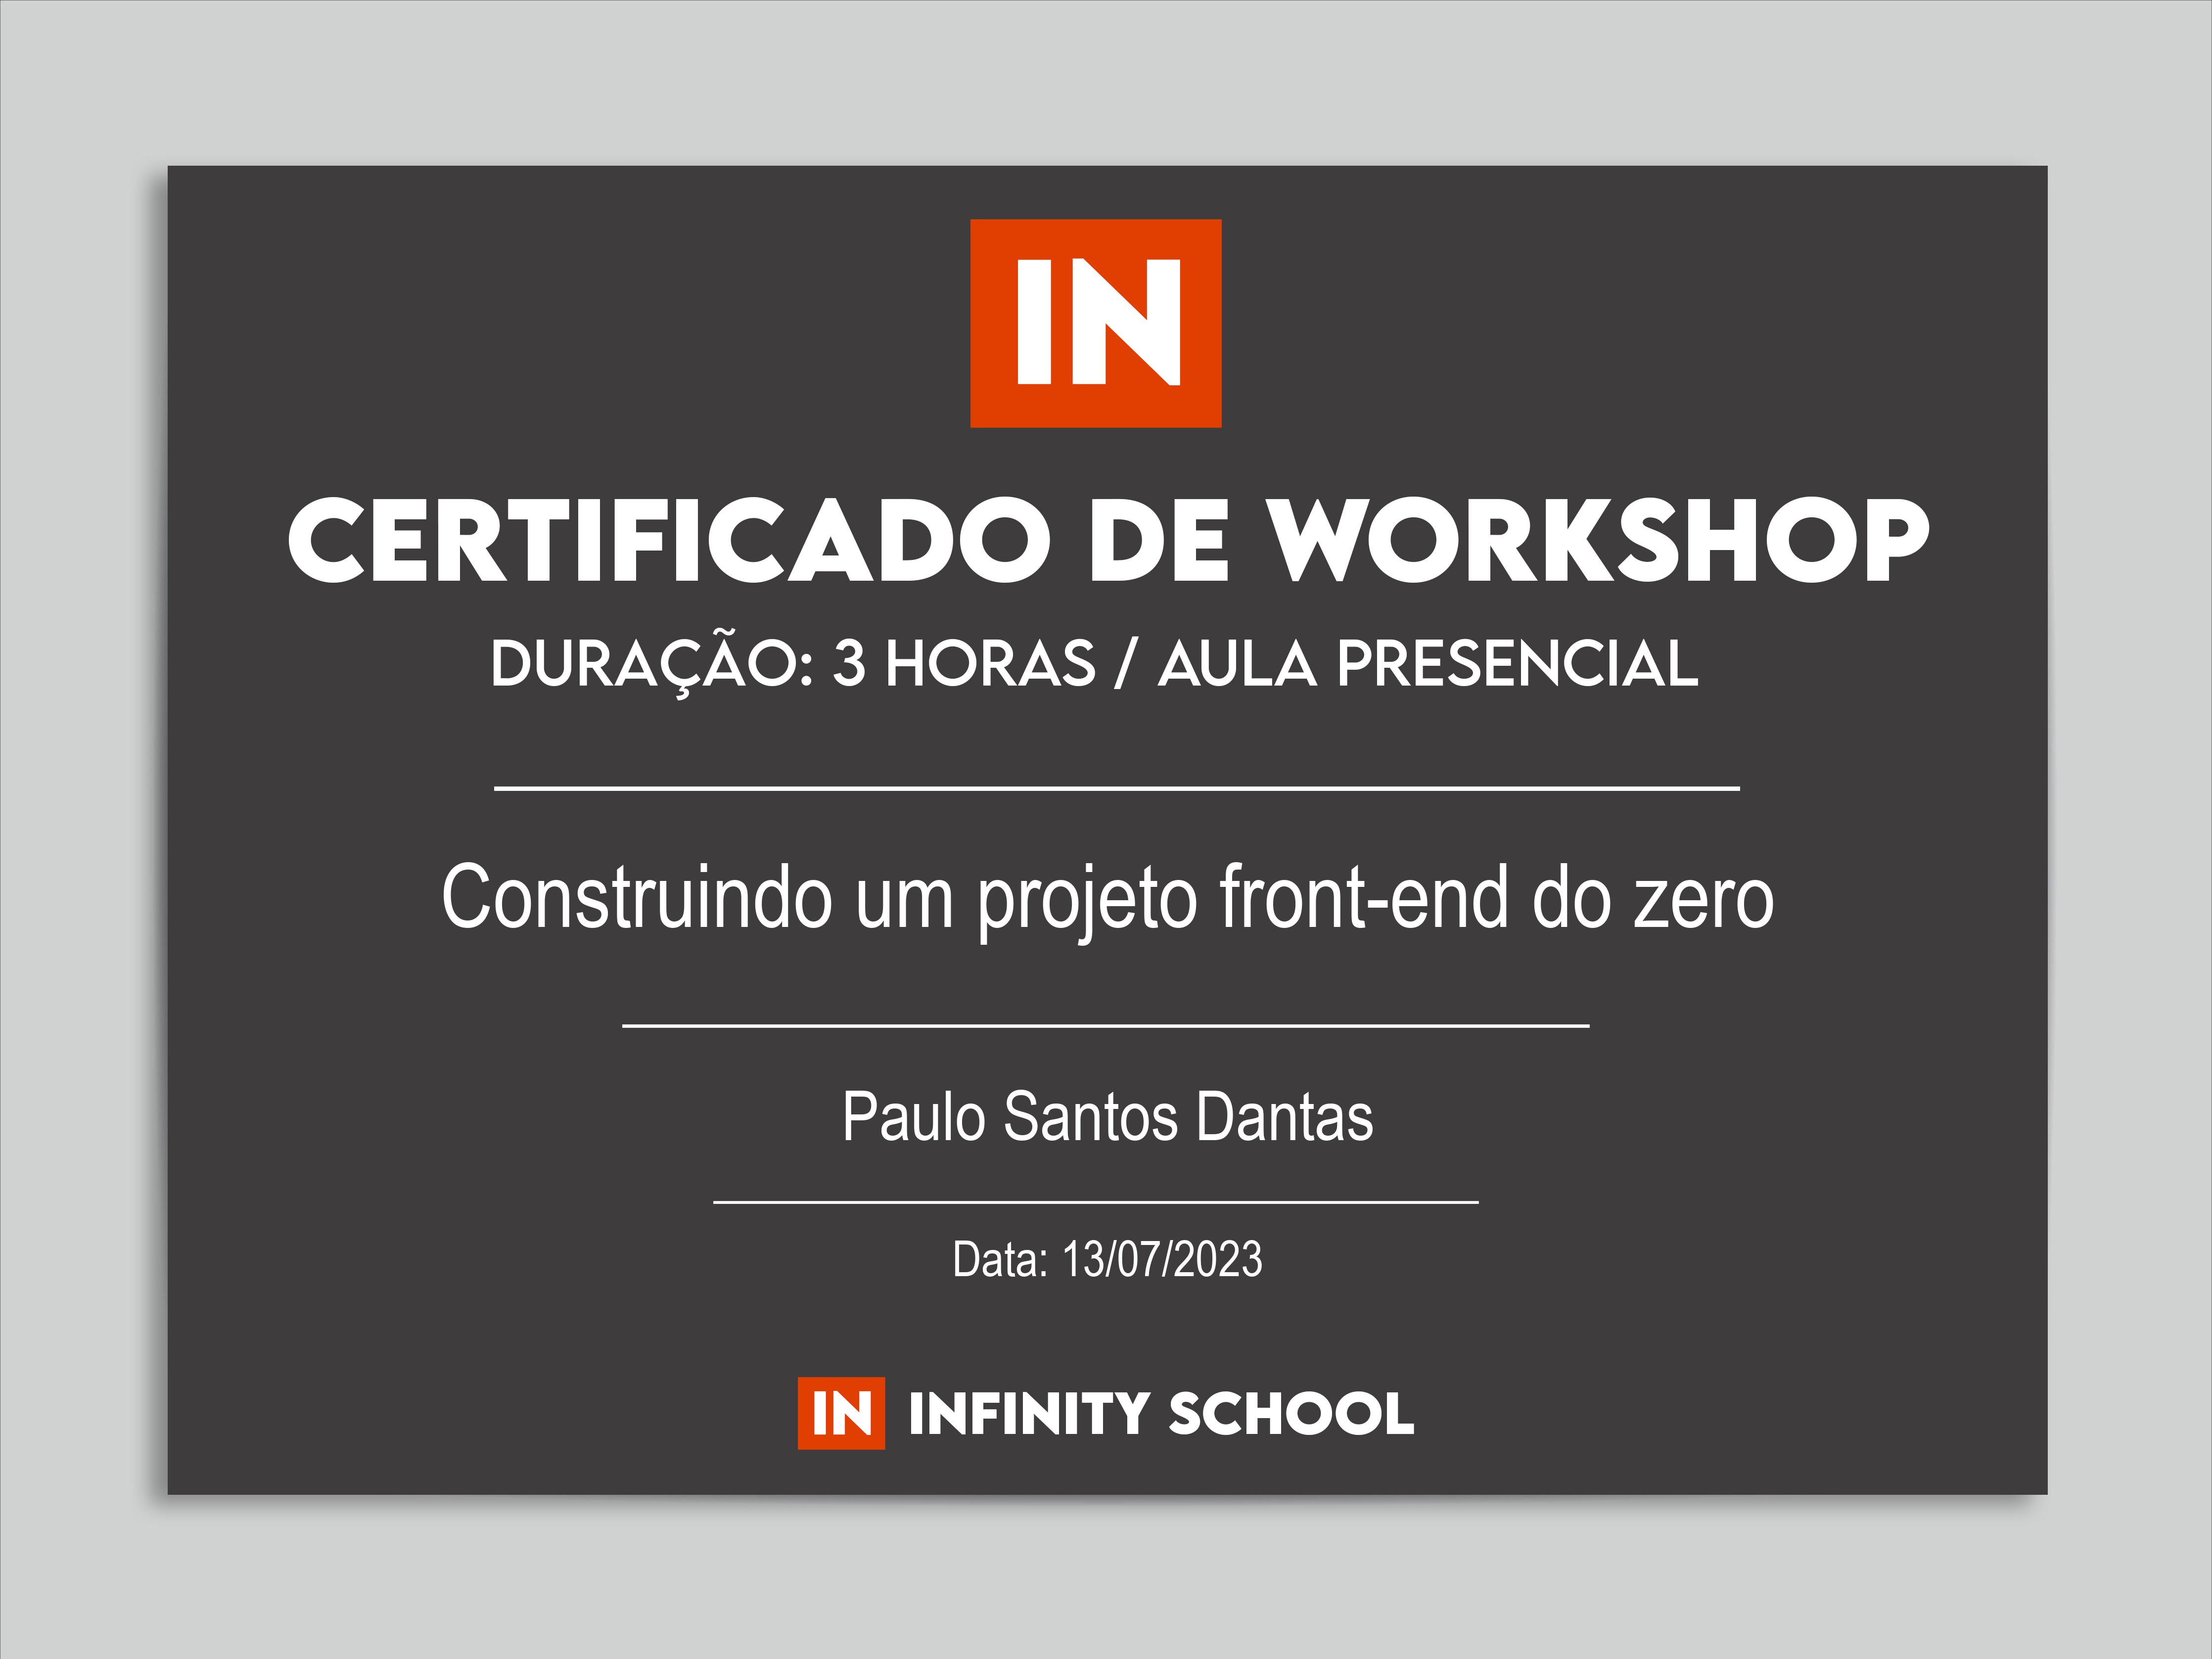 IN
CERTIFICADO DE WORKSHOP
DURAÇÃO: 3 HORAS / AULA PRESENCIAL
Construindo um projeto front-end do zero
Paulo Santos Dantas
Data: 13/07/2023
IN INFINITY SCHOOL